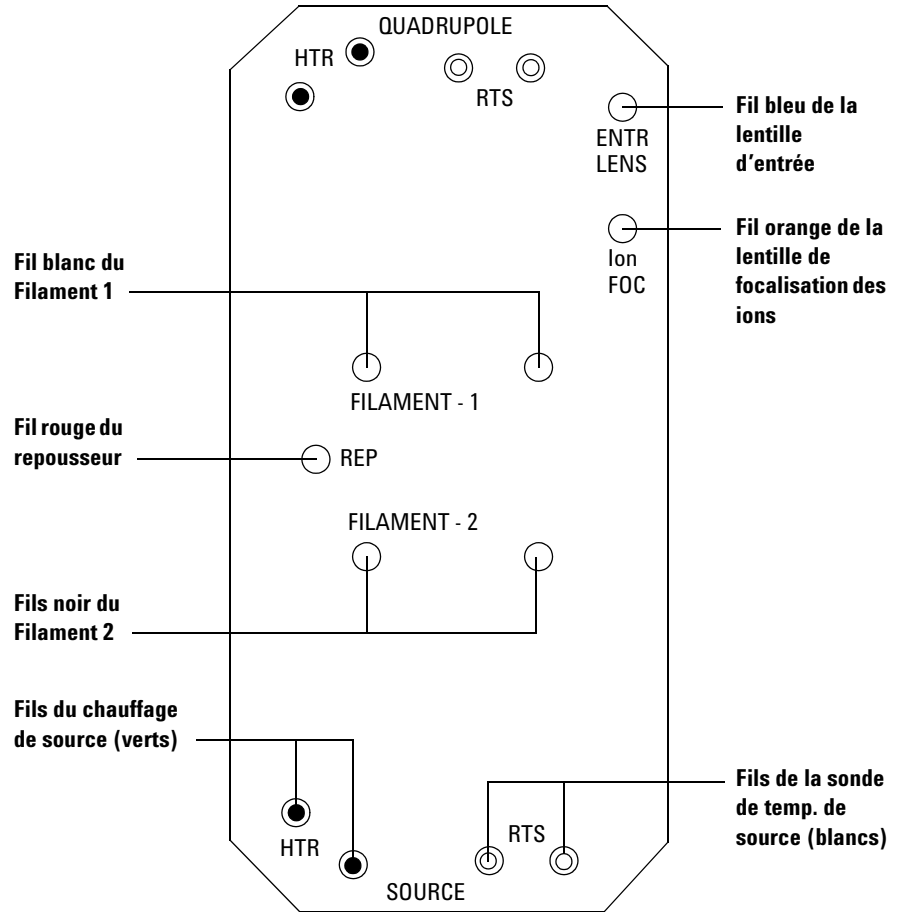 QUADRUPOLE
HTR
RTS
ENTR
LENS
Fil bleu de la
lentille
d'entrée
Ion
FOC
Fil orange de la
lentille de
focalisation des
ions
Fil blanc du
Filament 1
FILAMENT - 1
Fil rouge du
repousseur
REP
FILAMENT - 2
Fils noir du
Filament 2
Fils du chauffage
de source (verts)
HTR
RTS
Fils de la sonde
de temp. de
source (blancs)
SOURCE